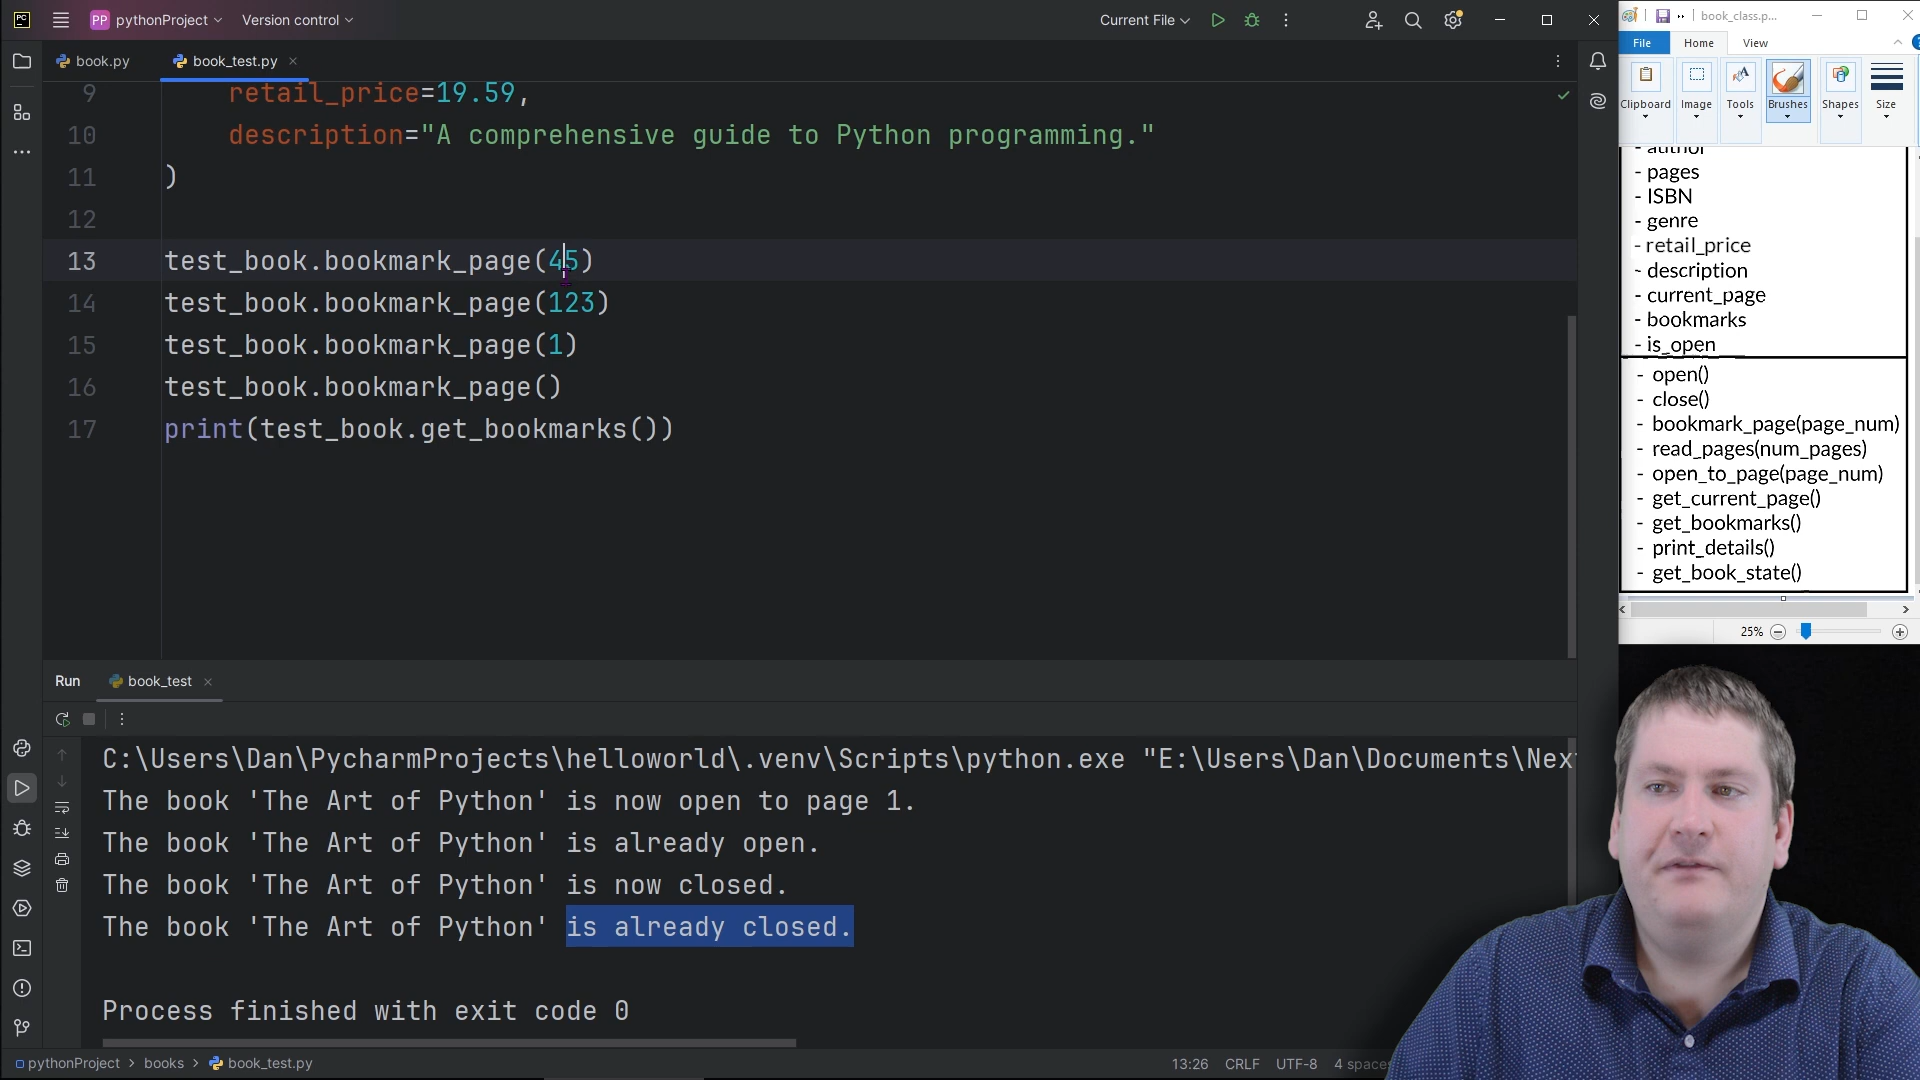 PC
PP pythonProject Version control Current File
book.py book_test.py
9 retail_price=19.59,
10 description="A comprehensive guide to Python programming."
11 )
12
13 test_book.bookmark_page(45)
14 test_book.bookmark_page(123)
15 test_book.bookmark_page(1)
16 test_book.bookmark_page()
17 print(test_book.get_bookmarks())
Run book_test
C:\Users\Dan\PycharmProjects\helloworld\.venv\Scripts\python.exe "E:\Users\Dan\Documents\Nex
The book 'The Art of Python' is now open to page 1.
The book 'The Art of Python' is already open.
The book 'The Art of Python' is now closed.
The book 'The Art of Python' is already closed.
Process finished with exit code 0
pythonProject > books > book_test.py 13:26 CRLF UTF-8 4 spaces
book_class.p...
File Home View
Clipboard Image Tools Brushes Shapes Size
- author
- pages
- ISBN
- genre
- retail_price
- description
- current_page
- bookmarks
- is_open
- open()
- close()
- bookmark_page(page_num)
- read_pages(num_pages)
- open_to_page(page_num)
- get_current_page()
- get_bookmarks()
- print_details()
- get_book_state()
25%